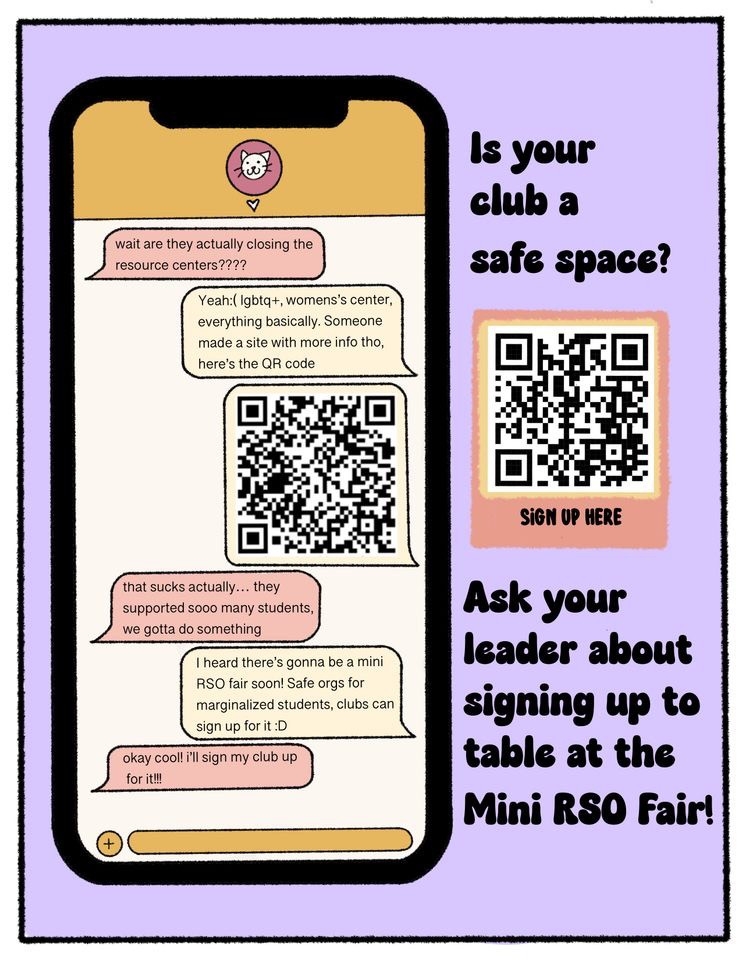 wait are they actually closing the
resource centers????
Yeah:( lgbtq+, womens's center,
everything basically. Someone
made a site with more info tho,
here's the QR code
that sucks actually... they
supported sooo many students,
we gotta do something
I heard there's gonna be a mini
RSO fair soon! Safe orgs for
marginalized students, clubs can
sign up for it :D
okay cool! i'll sign my club up
for it!!!
+
Is your
club a
safe space?
SiGN UP HERE
Ask your
leader about
signing up to
table at the
Mini RSO Fair!